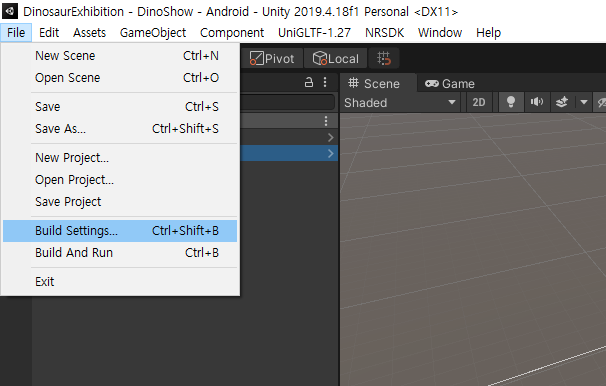 DinosaurExhibition - DinoShow - Android - Unity 2019.4.18f1 Personal <DX11>
File Edit Assets GameObject Component UniGLTF-1.27 NRSDK Window Help
New Scene Ctrl+N
Open Scene Ctrl+O
Save Ctrl+S
Save As... Ctrl+Shift+S
New Project...
Open Project...
Save Project
Build Settings... Ctrl+Shift+B
Build And Run Ctrl+B
Exit
Pivot Local
Scene Game
Shaded 2D